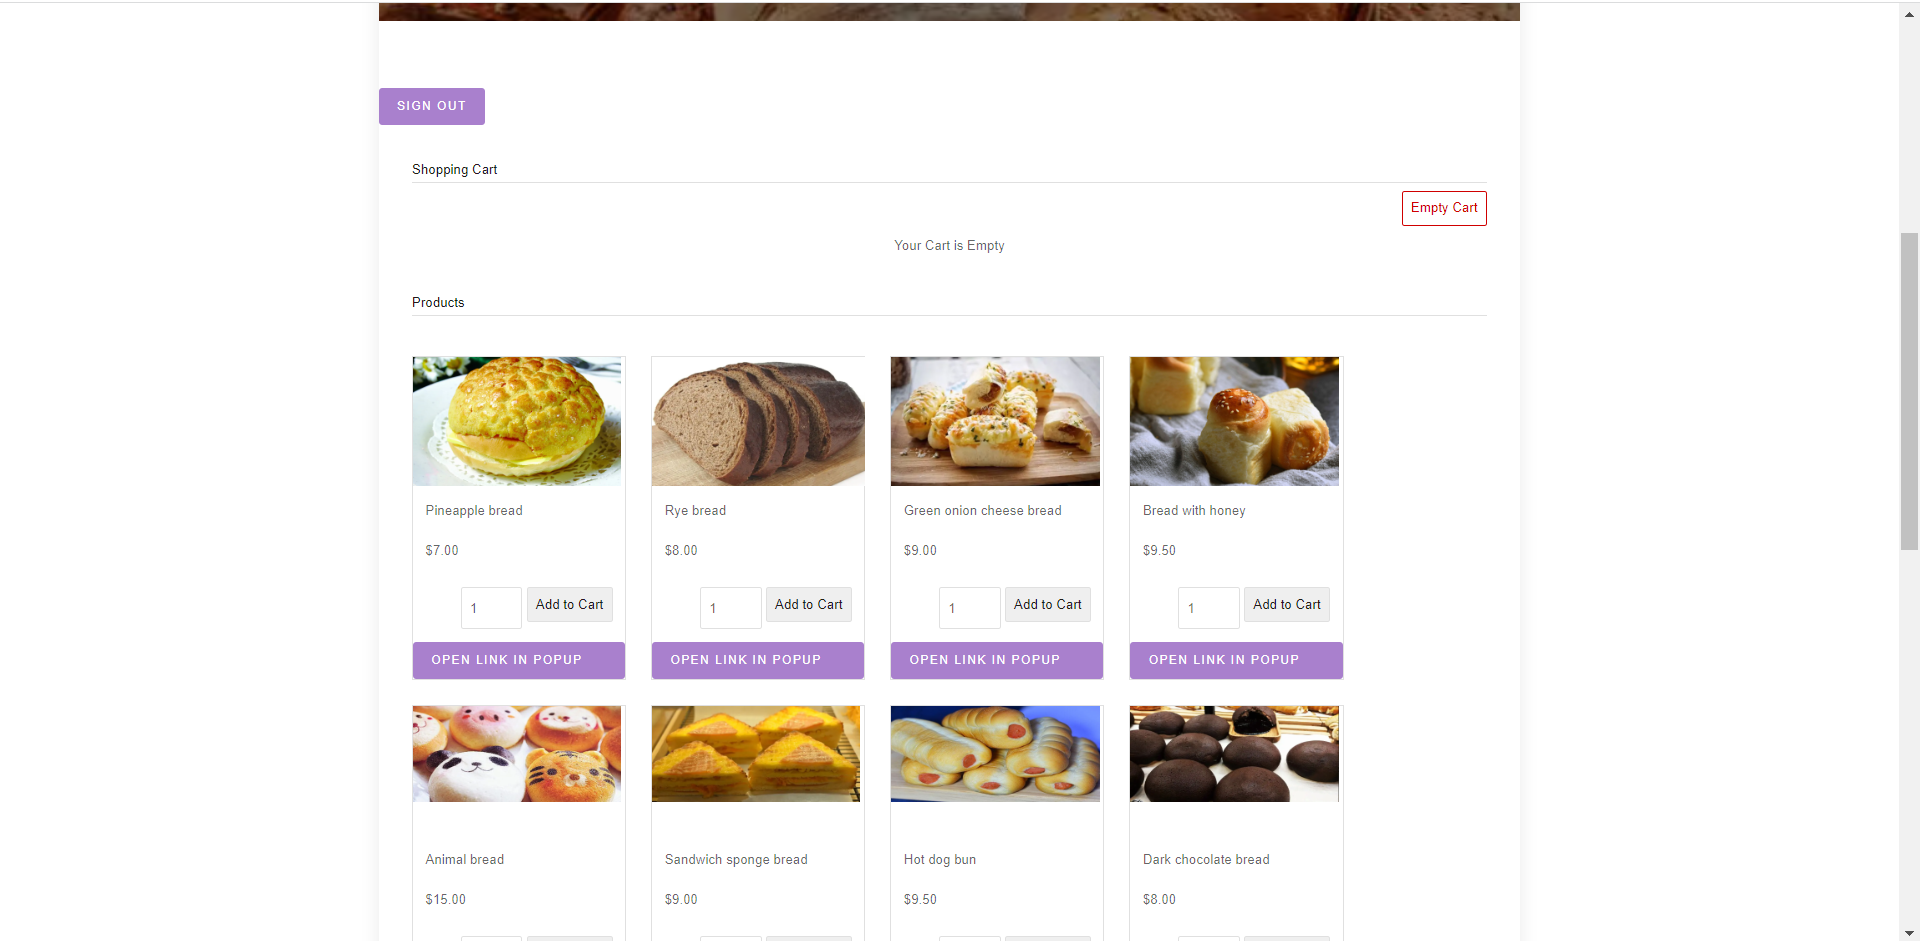 SIGN OUT
Shopping Cart
Empty Cart
Your Cart is Empty
Products
Pineapple bread
$7.00
1 Add to Cart
OPEN LINK IN POPUP
Rye bread
$8.00
1 Add to Cart
OPEN LINK IN POPUP
Green onion cheese bread
$9.00
1 Add to Cart
OPEN LINK IN POPUP
Bread with honey
$9.50
1 Add to Cart
OPEN LINK IN POPUP
Animal bread
$15.00
Sandwich sponge bread
$9.00
Hot dog bun
$9.50
Dark chocolate bread
$8.00